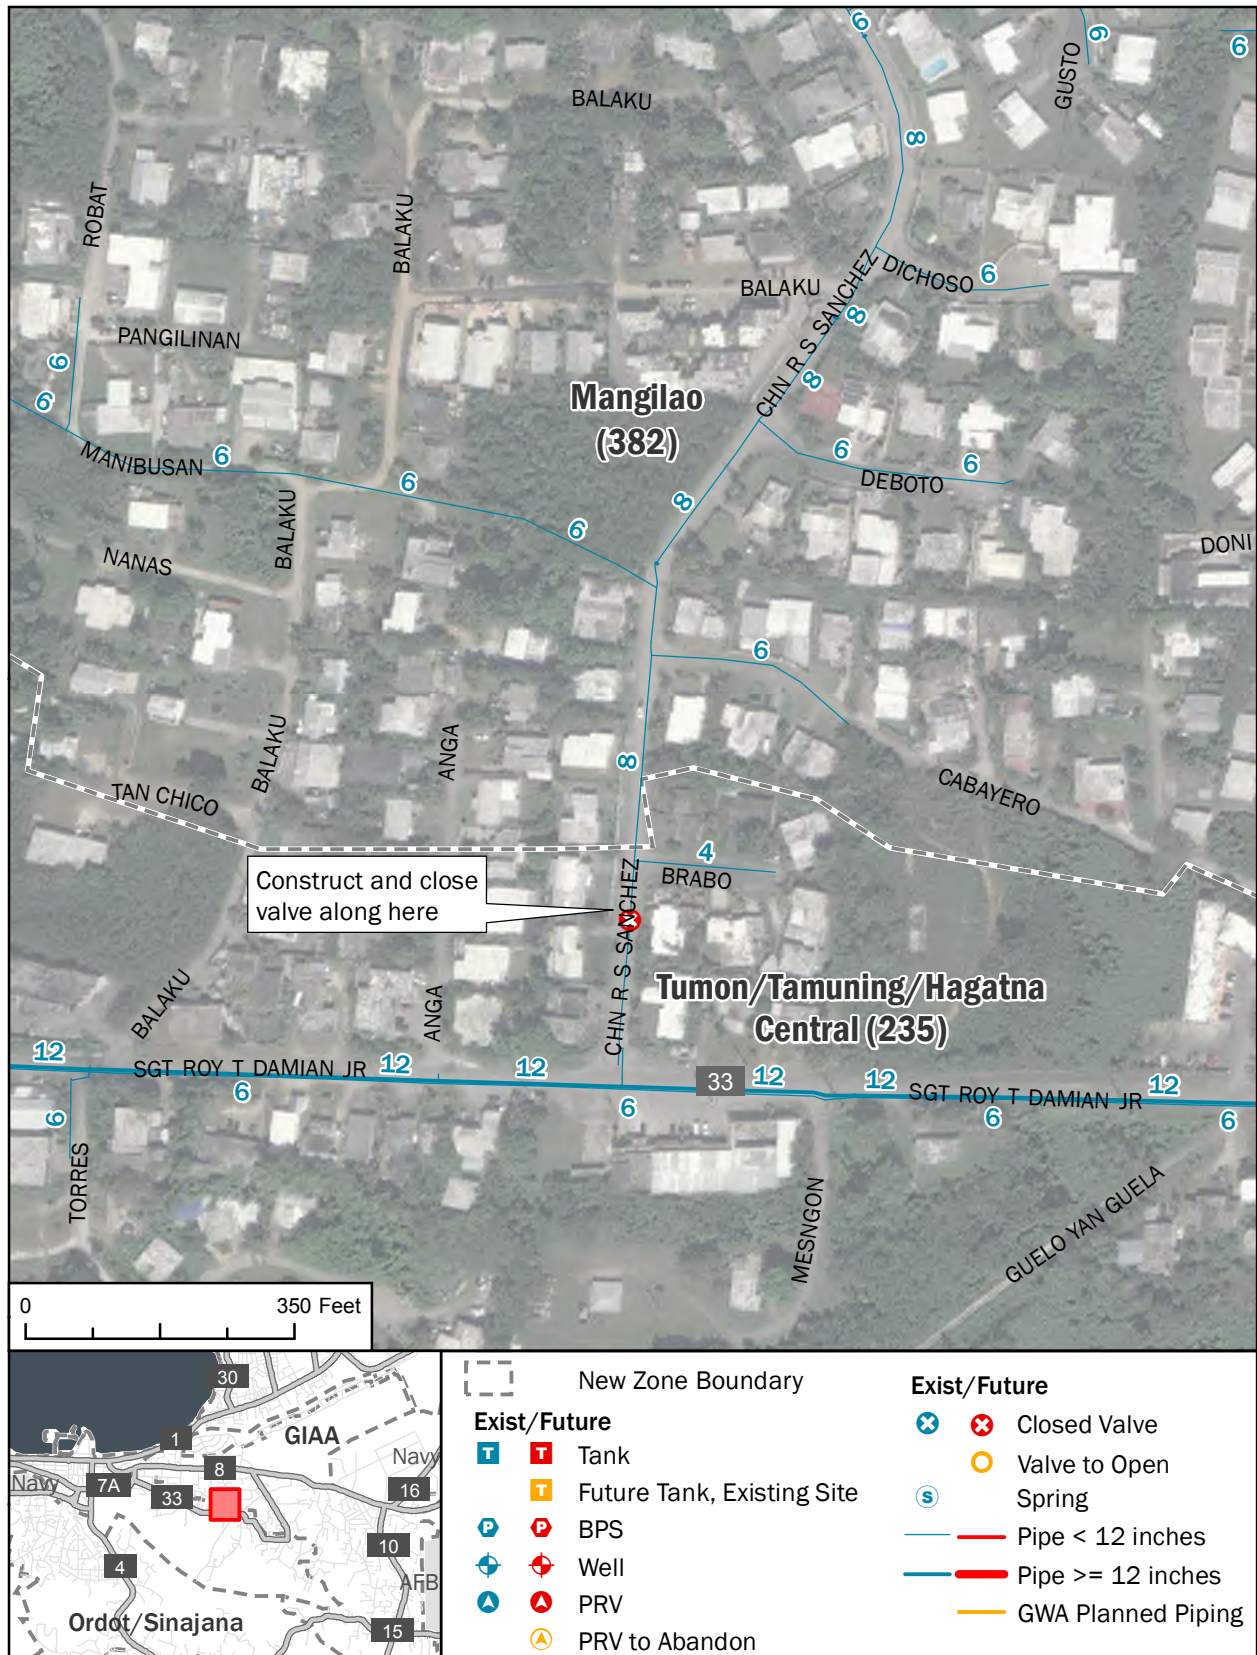 6
6
6
GUSTO
BALAKU
8
ROBAT
BALAKU
DICHOSO
6
BALAKU
CHN R S SANCHEZ
8
PANGILINAN
6
8
6
Mangilao
(382)
MANIBUSAN
6
6
6
6
DEBOTO
8
6
BALAKU
DONI
NANAS
6
BALAKU
ANGA
8
TAN CHICO
CABAYERO
4
BRABO
Construct and close
valve along here
CHN R S SANCHEZ
Tumon/Tamuning/Hagatna
Central (235)
BALAKU
ANGA
12
SGT ROY T DAMIAN JR
12
12
33
12
12
SGT ROY T DAMIAN JR
12
6
6
6
6
6
TORRES
MESNGON
GUELO YAN GUELA
0 350 Feet
30
1
GIAA
Navy
8
Navy
7A
33
16
10
4
AFB
Ordot/Sinajana
15
New Zone Boundary
Exist/Future
T T Tank
T Future Tank, Existing Site
P P BPS
Well
PRV
PRV to Abandon
Exist/Future
Closed Valve
Valve to Open
S Spring
Pipe < 12 inches
Pipe >= 12 inches
GWA Planned Piping